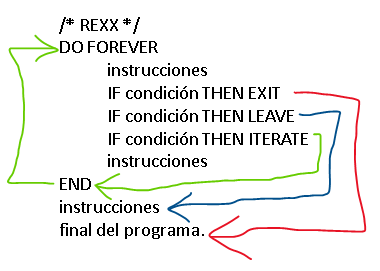 /* REXX */
DO FOREVER
instrucciones
IF condición THEN EXIT
IF condición THEN LEAVE
IF condición THEN ITERATE
instrucciones
END
instrucciones
final del programa.